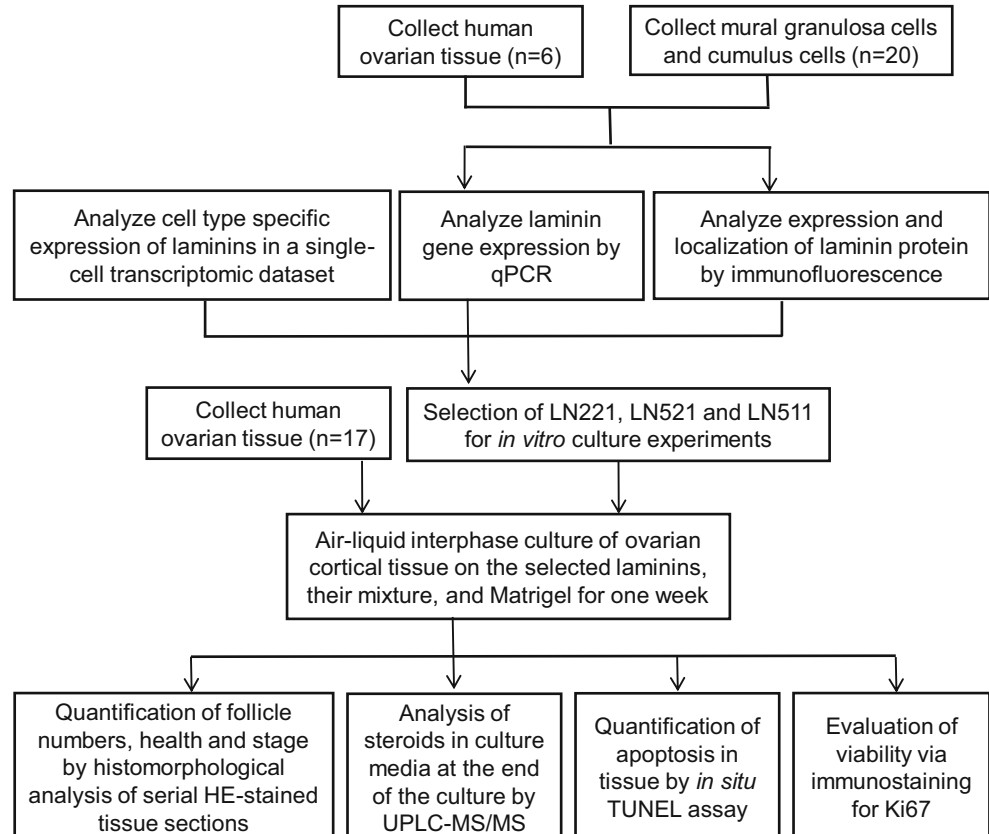 Collect human
ovarian tissue (n=6)
Collect mural granulosa cells
and cumulus cells (n=20)
Analyze cell type specific
expression of laminins in a single-
cell transcriptomic dataset
Analyze laminin
gene expression by
qPCR
Analyze expression and
localization of laminin protein
by immunofluorescence
Collect human
ovarian tissue (n=17)
Selection of LN221, LN521 and LN511
for in vitro culture experiments
Air-liquid interphase culture of ovarian
cortical tissue on the selected laminins,
their mixture, and Matrigel for one week
Quantification of follicle
numbers, health and stage
by histomorphological
analysis of serial HE-stained
tissue sections
Analysis of
steroids in culture
media at the end
of the culture by
UPLC-MS/MS
Quantification of
apoptosis in
tissue by in situ
TUNEL assay
Evaluation of
viability via
immunostaining
for Ki67